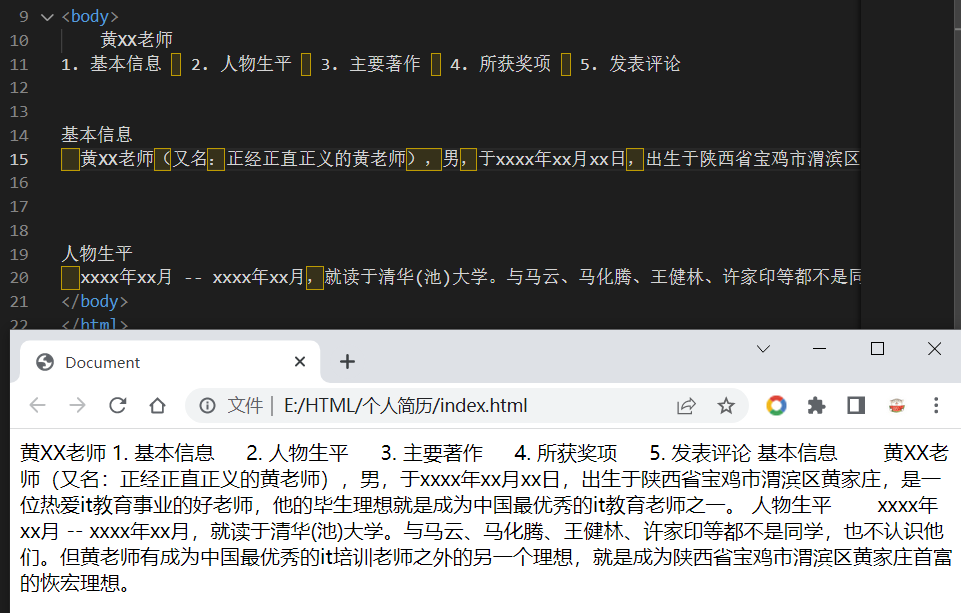 9 <body>
10 黄XX老师
11 1. 基本信息 2. 人物生平 3. 主要著作 4. 所获奖项 5. 发表评论
12
13
14 基本信息
15 黄XX老师（又名：正经正直正义的黄老师），男，于xxxx年xx月xx日，出生于陕西省宝鸡市渭滨区
16
17
18
19 人物生平
20 xxxx年xx月 -- xxxx年xx月，就读于清华(池)大学。与马云、马化腾、王健林、许家印等都不是同
21 </body>
22 </html>
Document
文件 | E:/HTML/个人简历/index.html
黄XX老师 1. 基本信息 2. 人物生平 3. 主要著作 4. 所获奖项 5. 发表评论 基本信息 黄XX老
师（又名：正经正直正义的黄老师），男，于xxxx年xx月xx日，出生于陕西省宝鸡市渭滨区黄家庄，是一
位热爱it教育事业的好老师，他的毕生理想就是成为中国最优秀的it教育老师之一。 人物生平 xxxx年
xx月 -- xxxx年xx月，就读于清华(池)大学。与马云、马化腾、王健林、许家印等都不是同学，也不认识他
们。但黄老师有成为中国最优秀的it培训老师之外的另一个理想，就是成为陕西省宝鸡市渭滨区黄家庄首富
的恢宏理想。